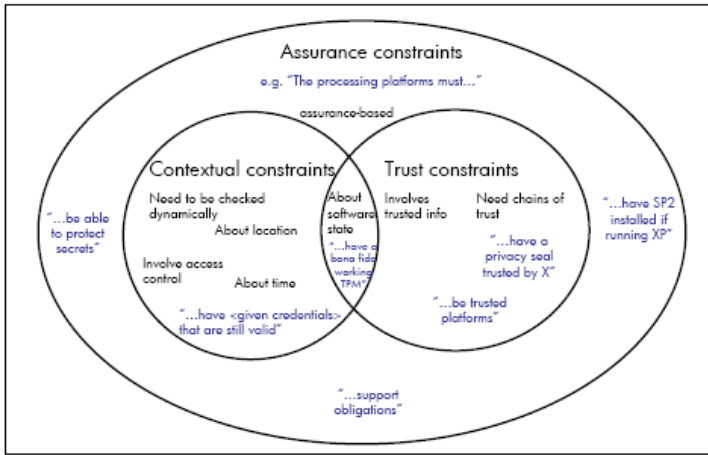 Assurance constraints
e.g. "The processing platforms must..."
assurance-based
Contextual constraints
Need to be checked
dynamically
About location
Involve access
control
About time
"...have <given credentials>
that are still valid"
About
software
state
"...have a
bona fide
working
TPM"
Trust constraints
Involves
trusted info
Need chains of
trust
"...have a
privacy seal
trusted by X"
"...be trusted
platforms"
"...be able
to protect
secrets"
"...have SP2
installed if
running XP"
"...support
obligations"